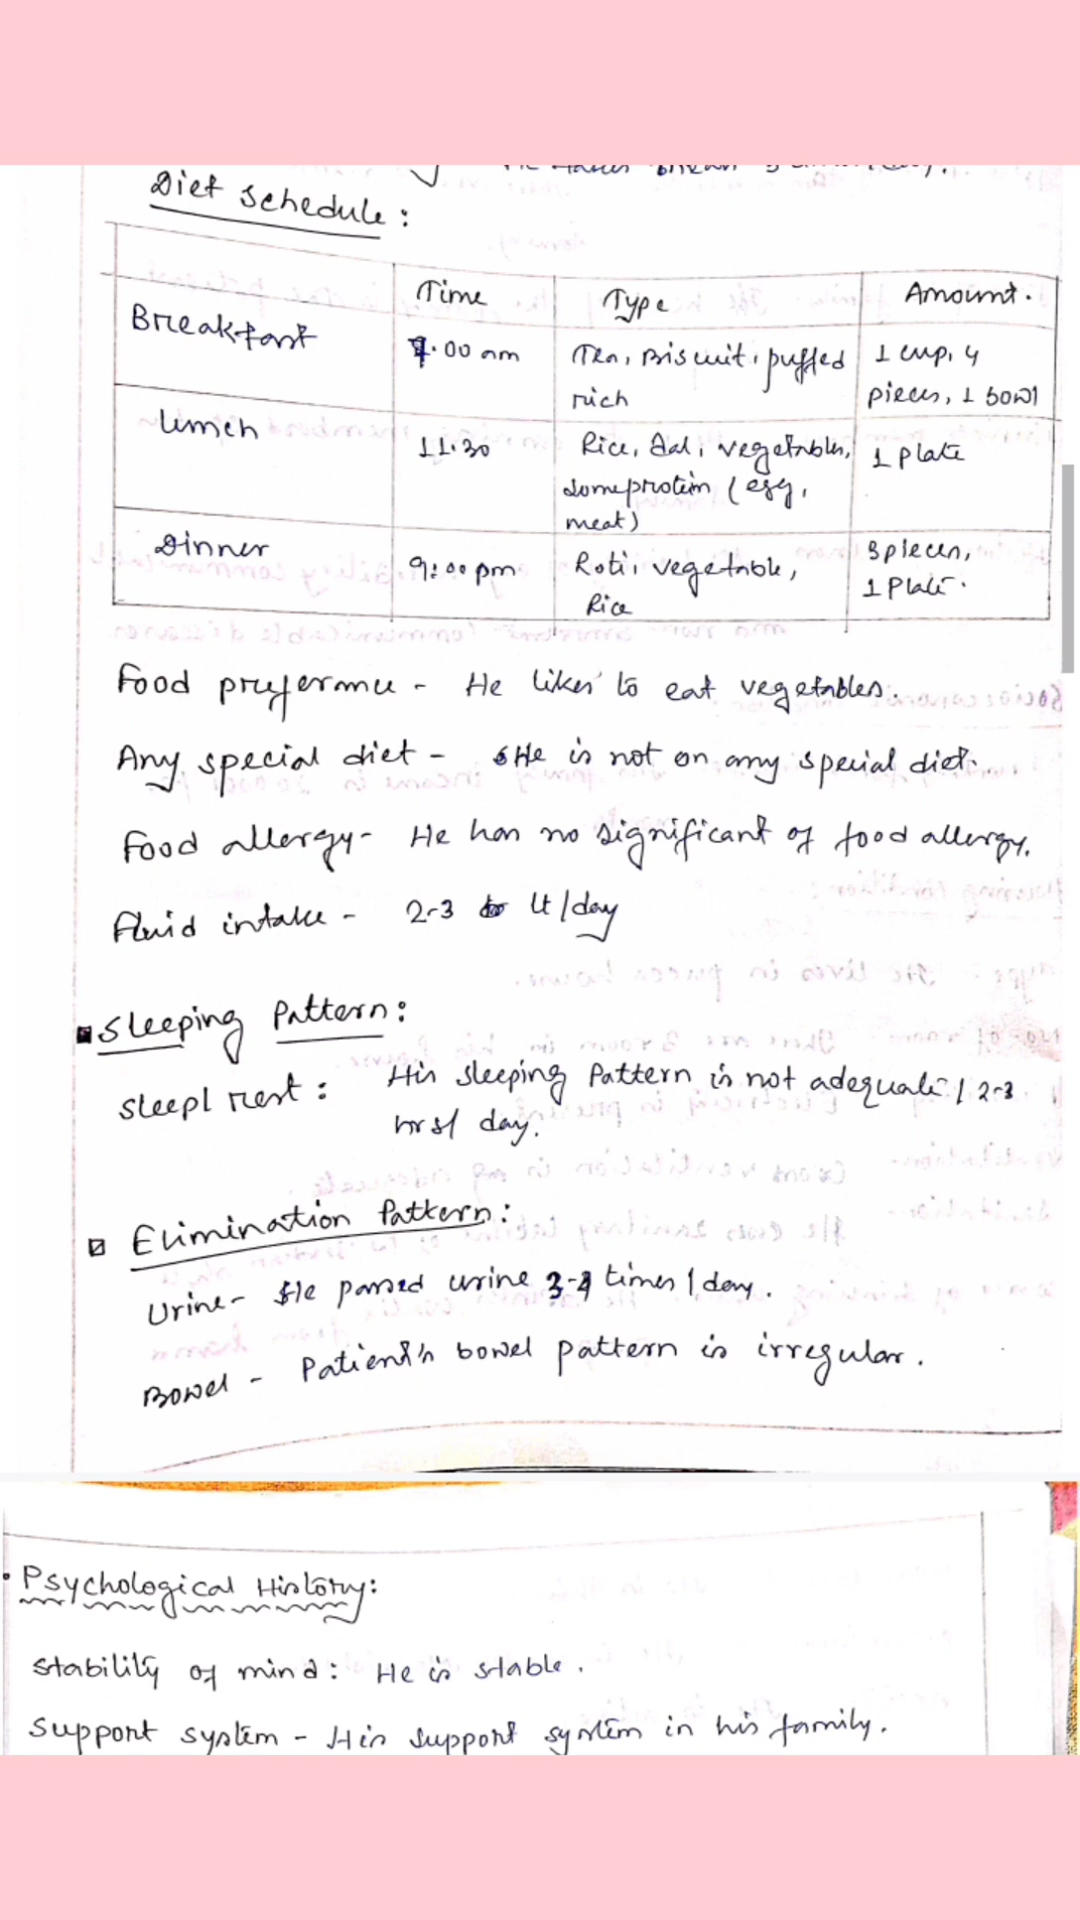 Diet schedule:
Time Type Amount.
Breakfast 7.00 am Tea, Biscuit, puffed 1 cup, 4
rich pieces, 1 bowl
Lunch 11.30 Rice, dal, vegetables, 1 plate
some protein (egg,
meat)
Dinner 9:00 pm Roti, vegetable, 3 pieces,
Rice 1 Plate.
Food preference - He likes to eat vegetables.
Any special diet - He is not on any special diet.
Food allergy - He has no significant of food allergy.
Fluid intake - 2-3 lt/day
Sleeping Pattern:
Sleep/ rest: His sleeping Pattern is not adequate / 2-3
hrs/ day.
Elimination Pattern:
Urine - He passed urine 3-4 times / day.
Bowel - Patient's bowel pattern is irregular.
Psychological History:
Stability of mind: He is stable.
Support system - His support system in his family.